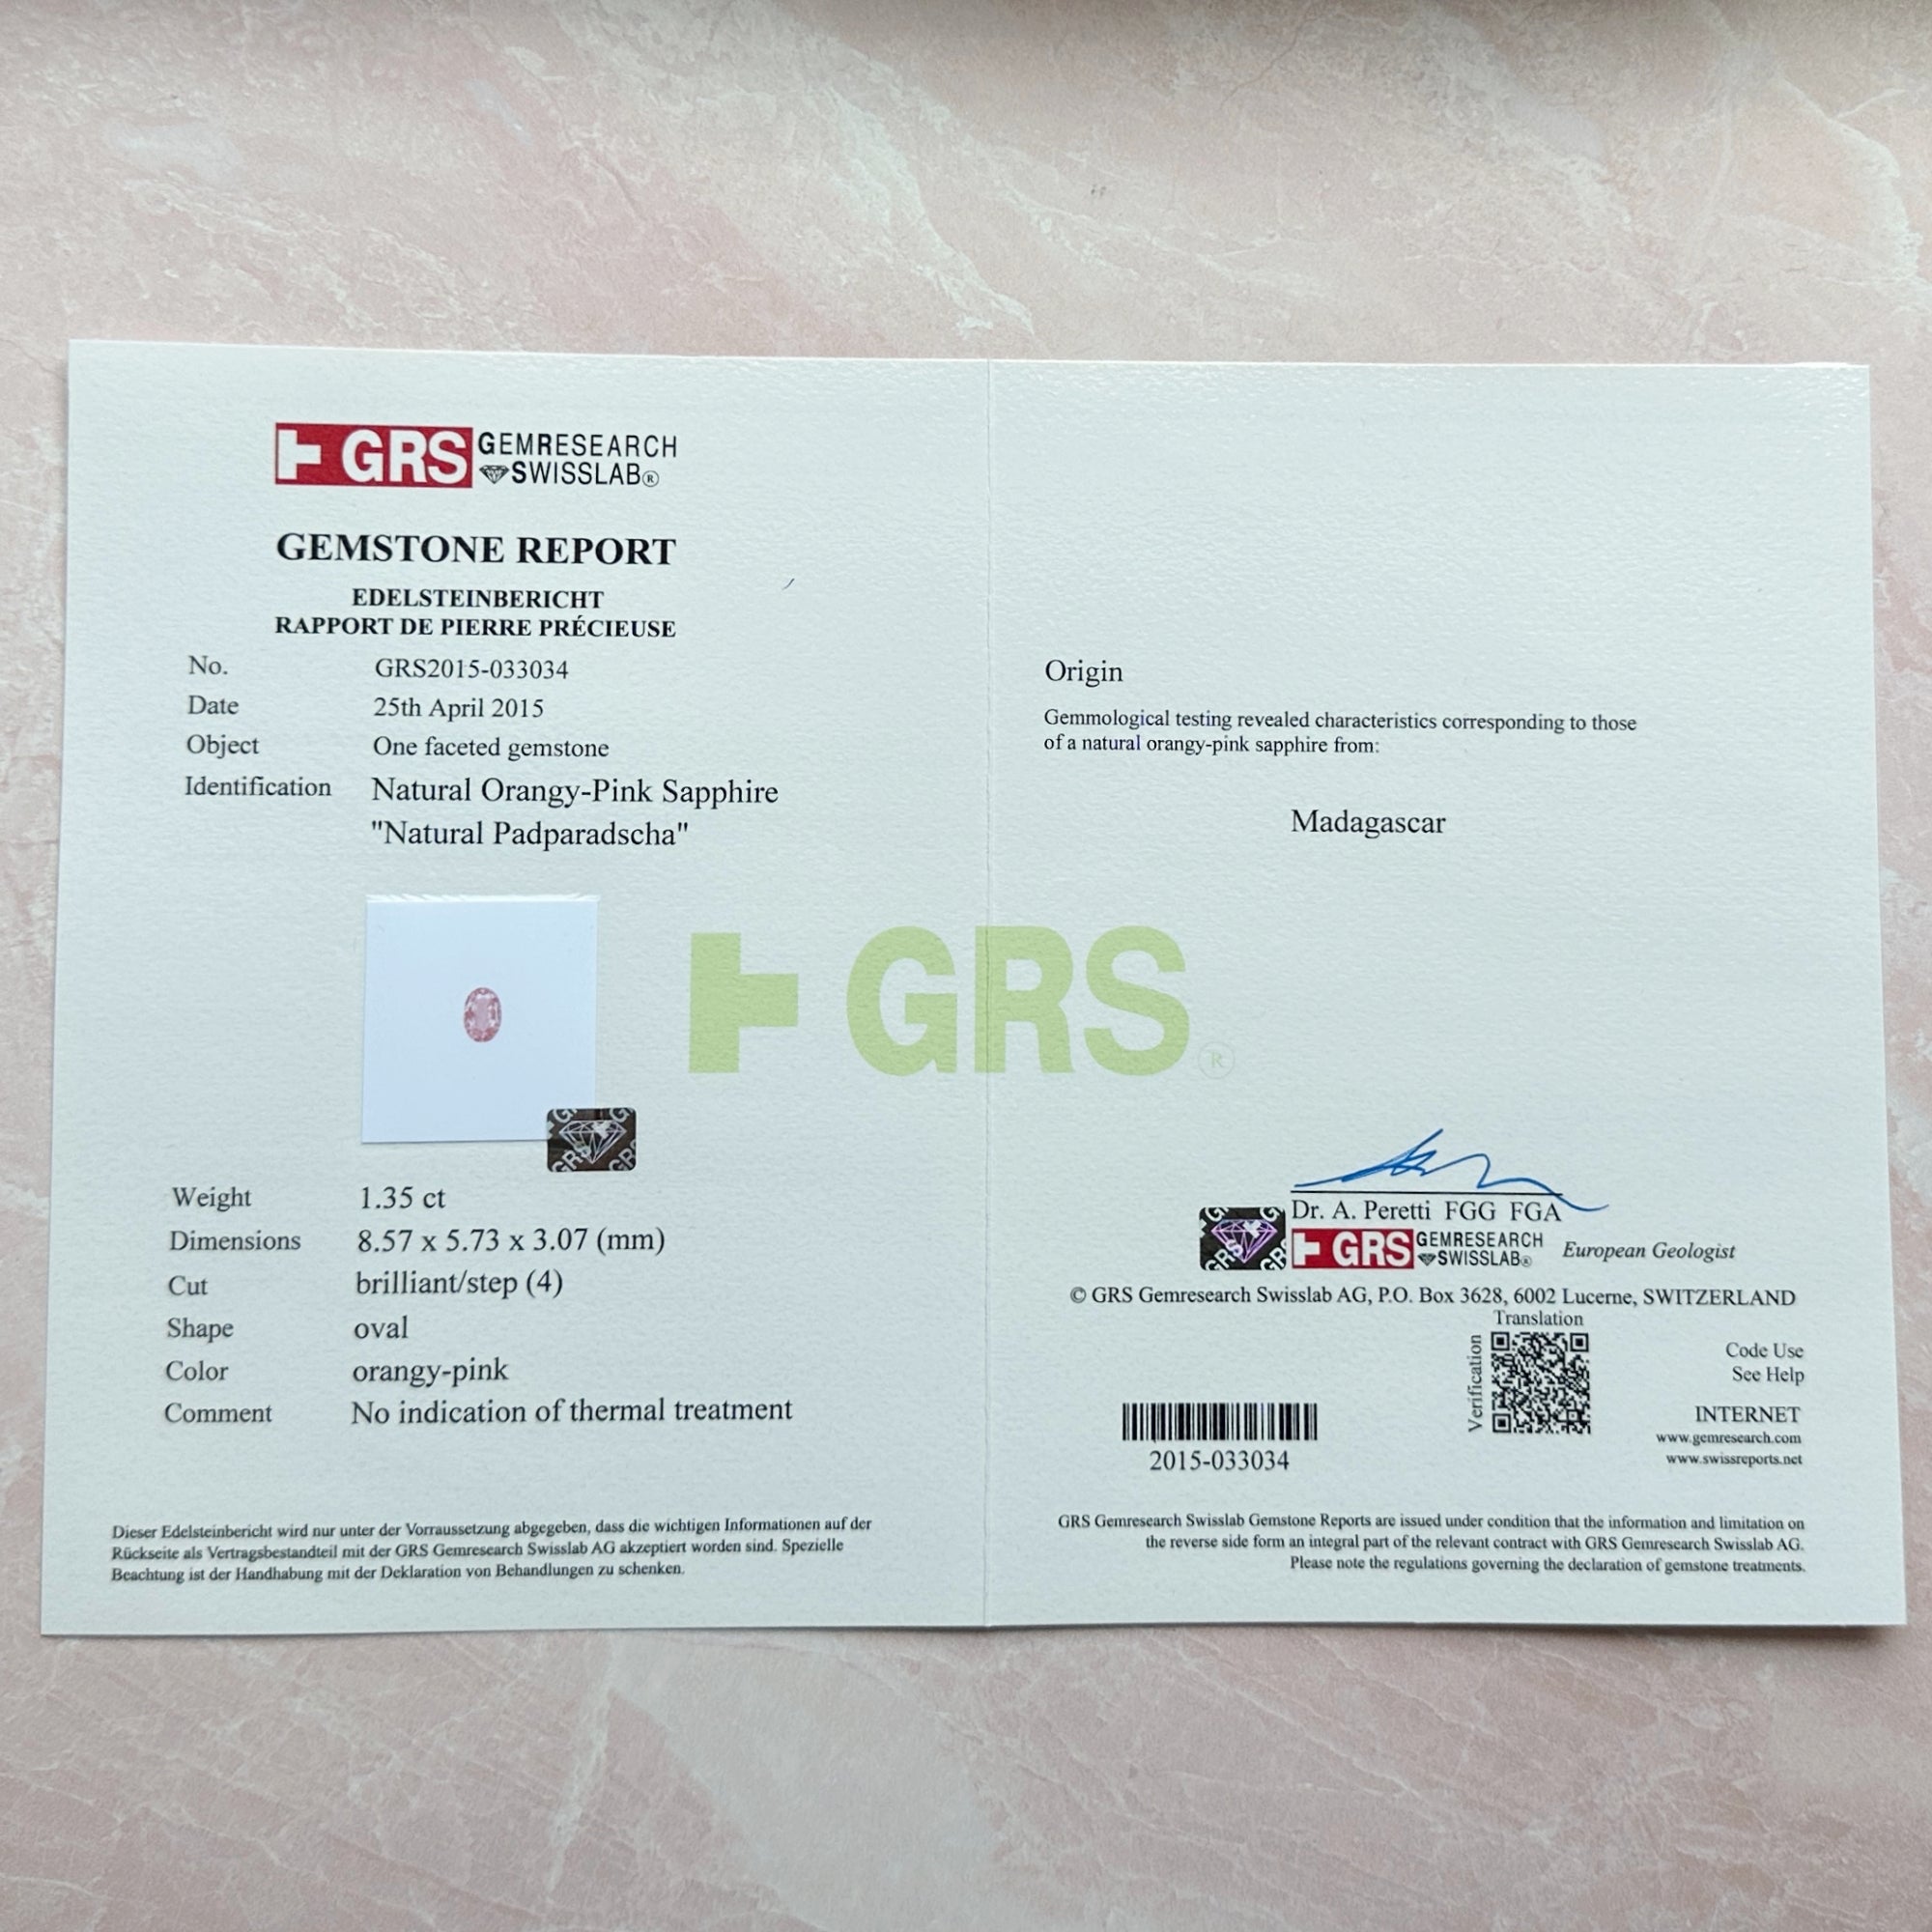 GRS GEMRESEARCH
SWISSLAB®
GEMSTONE REPORT
EDELSTEINBERICHT
RAPPORT DE PIERRE PRÉCIEUSE
No. GRS2015-033034
Date 25th April 2015
Object One faceted gemstone
Identification Natural Orangy-Pink Sapphire
"Natural Padparadscha"
GRS
Weight 1.35 ct
Dimensions 8.57 x 5.73 x 3.07 (mm)
Cut brilliant/step (4)
Shape oval
Color orangy-pink
Comment No indication of thermal treatment
Dieser Edelsteinbericht wird nur unter der Vorraussetzung abgegeben, dass die wichtigen Informationen auf der
Rückseite als Vertragsbestandteil mit der GRS Gemresearch Swisslab AG akzeptiert worden sind. Spezielle
Beachtung ist der Handhabung mit der Deklaration von Behandlungen zu schenken.
GRS®
Origin
Gemmological testing revealed characteristics corresponding to those
of a natural orangy-pink sapphire from:
Madagascar
Dr. A. Peretti FGG FGA
GRS GEMRESEARCH
SWISSLAB®
European Geologist
© GRS Gemresearch Swisslab AG, P.O. Box 3628, 6002 Lucerne, SWITZERLAND
Translation
Verification
Code Use
See Help
INTERNET
www.gemresearch.com
www.swissreports.net
2015-033034
GRS Gemresearch Swisslab Gemstone Reports are issued under condition that the information and limitation on
the reverse side form an integral part of the relevant contract with GRS Gemresearch Swisslab AG.
Please note the regulations governing the declaration of gemstone treatments.